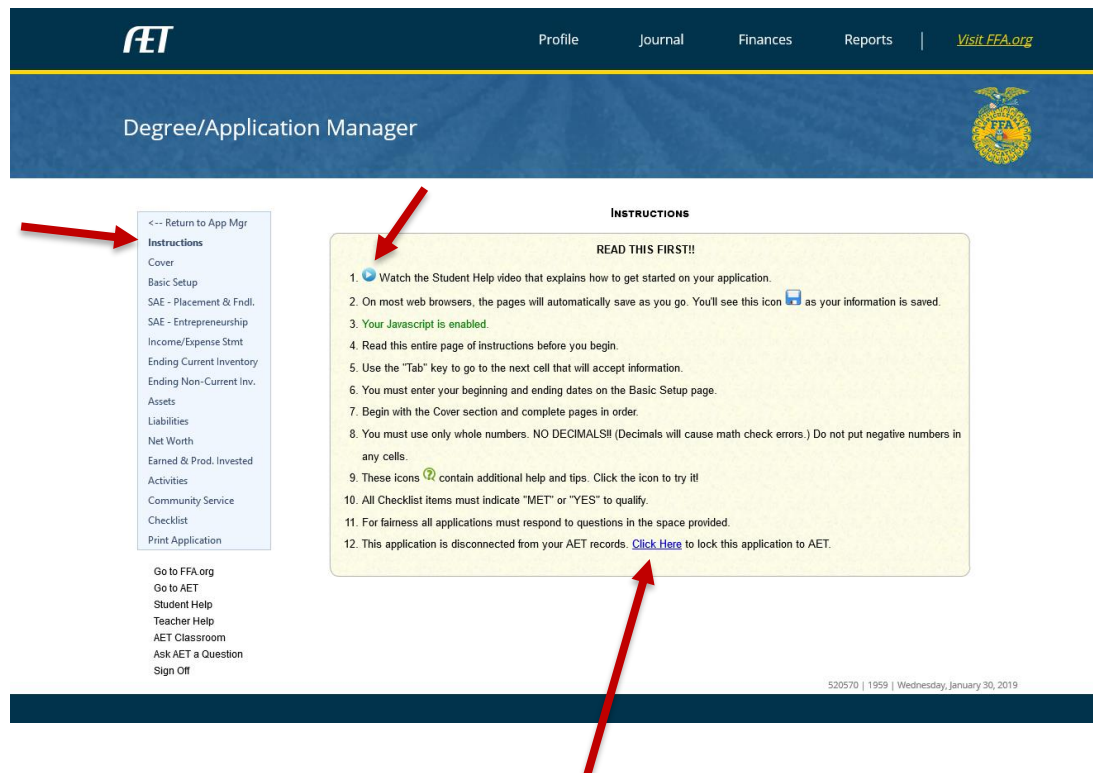 ÆT
Profile Journal Finances Reports | Visit FFA.org
Degree/Application Manager
FFA
<-- Return to App Mgr
Instructions
Cover
Basic Setup
SAE - Placement & Fndl.
SAE - Entrepreneurship
Income/Expense Stmt
Ending Current Inventory
Ending Non-Current Inv.
Assets
Liabilities
Net Worth
Earned & Prod. Invested
Activities
Community Service
Checklist
Print Application
Go to FFA.org
Go to AET
Student Help
Teacher Help
AET Classroom
Ask AET a Question
Sign Off
INSTRUCTIONS
READ THIS FIRST!!
1. Watch the Student Help video that explains how to get started on your application.
2. On most web browsers, the pages will automatically save as you go. You'll see this icon as your information is saved.
3. Your Javascript is enabled.
4. Read this entire page of instructions before you begin.
5. Use the "Tab" key to go to the next cell that will accept information.
6. You must enter your beginning and ending dates on the Basic Setup page.
7. Begin with the Cover section and complete pages in order.
8. You must use only whole numbers. NO DECIMALS!! (Decimals will cause math check errors.) Do not put negative numbers in
any cells.
9. These icons contain additional help and tips. Click the icon to try it!
10. All Checklist items must indicate "MET" or "YES" to qualify.
11. For fairness all applications must respond to questions in the space provided.
12. This application is disconnected from your AET records. Click Here to lock this application to AET.
520570 | 1959 | Wednesday, January 30, 2019